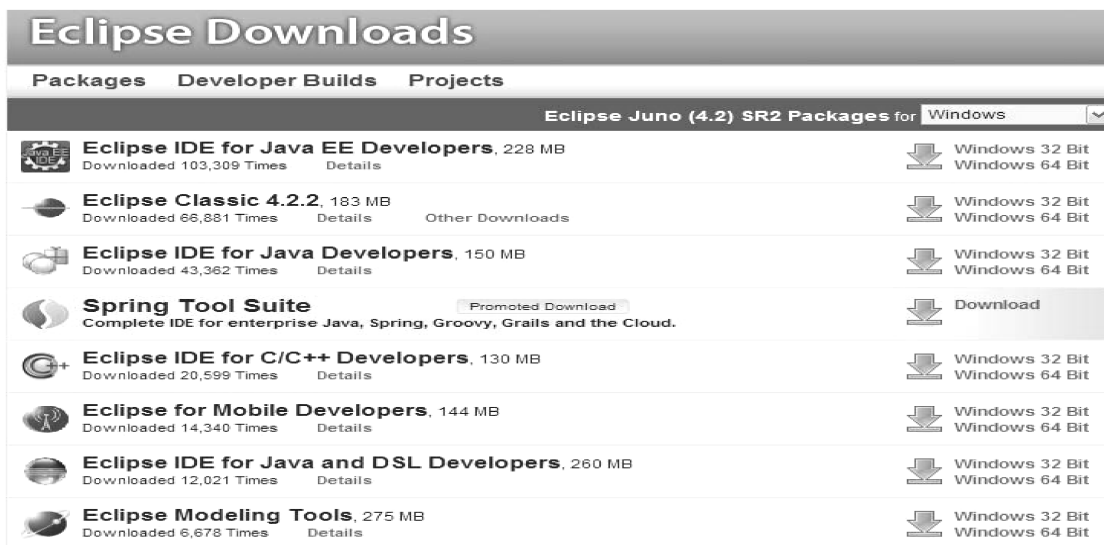 Eclipse Downloads
Packages Developer Builds Projects
Eclipse Juno (4.2) SR2 Packages for Windows
Java EE
IDE
Eclipse IDE for Java EE Developers, 228 MB
Downloaded 103,309 Times Details
Windows 32 Bit
Windows 64 Bit
Eclipse Classic 4.2.2, 183 MB
Downloaded 66,881 Times Details Other Downloads
Windows 32 Bit
Windows 64 Bit
Eclipse IDE for Java Developers, 150 MB
Downloaded 43,362 Times Details
Windows 32 Bit
Windows 64 Bit
Spring Tool Suite Promoted Download
Complete IDE for enterprise Java, Spring, Groovy, Grails and the Cloud.
Download
C++
Eclipse IDE for C/C++ Developers, 130 MB
Downloaded 20,599 Times Details
Windows 32 Bit
Windows 64 Bit
Eclipse for Mobile Developers, 144 MB
Downloaded 14,340 Times Details
Windows 32 Bit
Windows 64 Bit
Eclipse IDE for Java and DSL Developers, 260 MB
Downloaded 12,021 Times Details
Windows 32 Bit
Windows 64 Bit
Eclipse Modeling Tools, 275 MB
Downloaded 6,678 Times Details
Windows 32 Bit
Windows 64 Bit